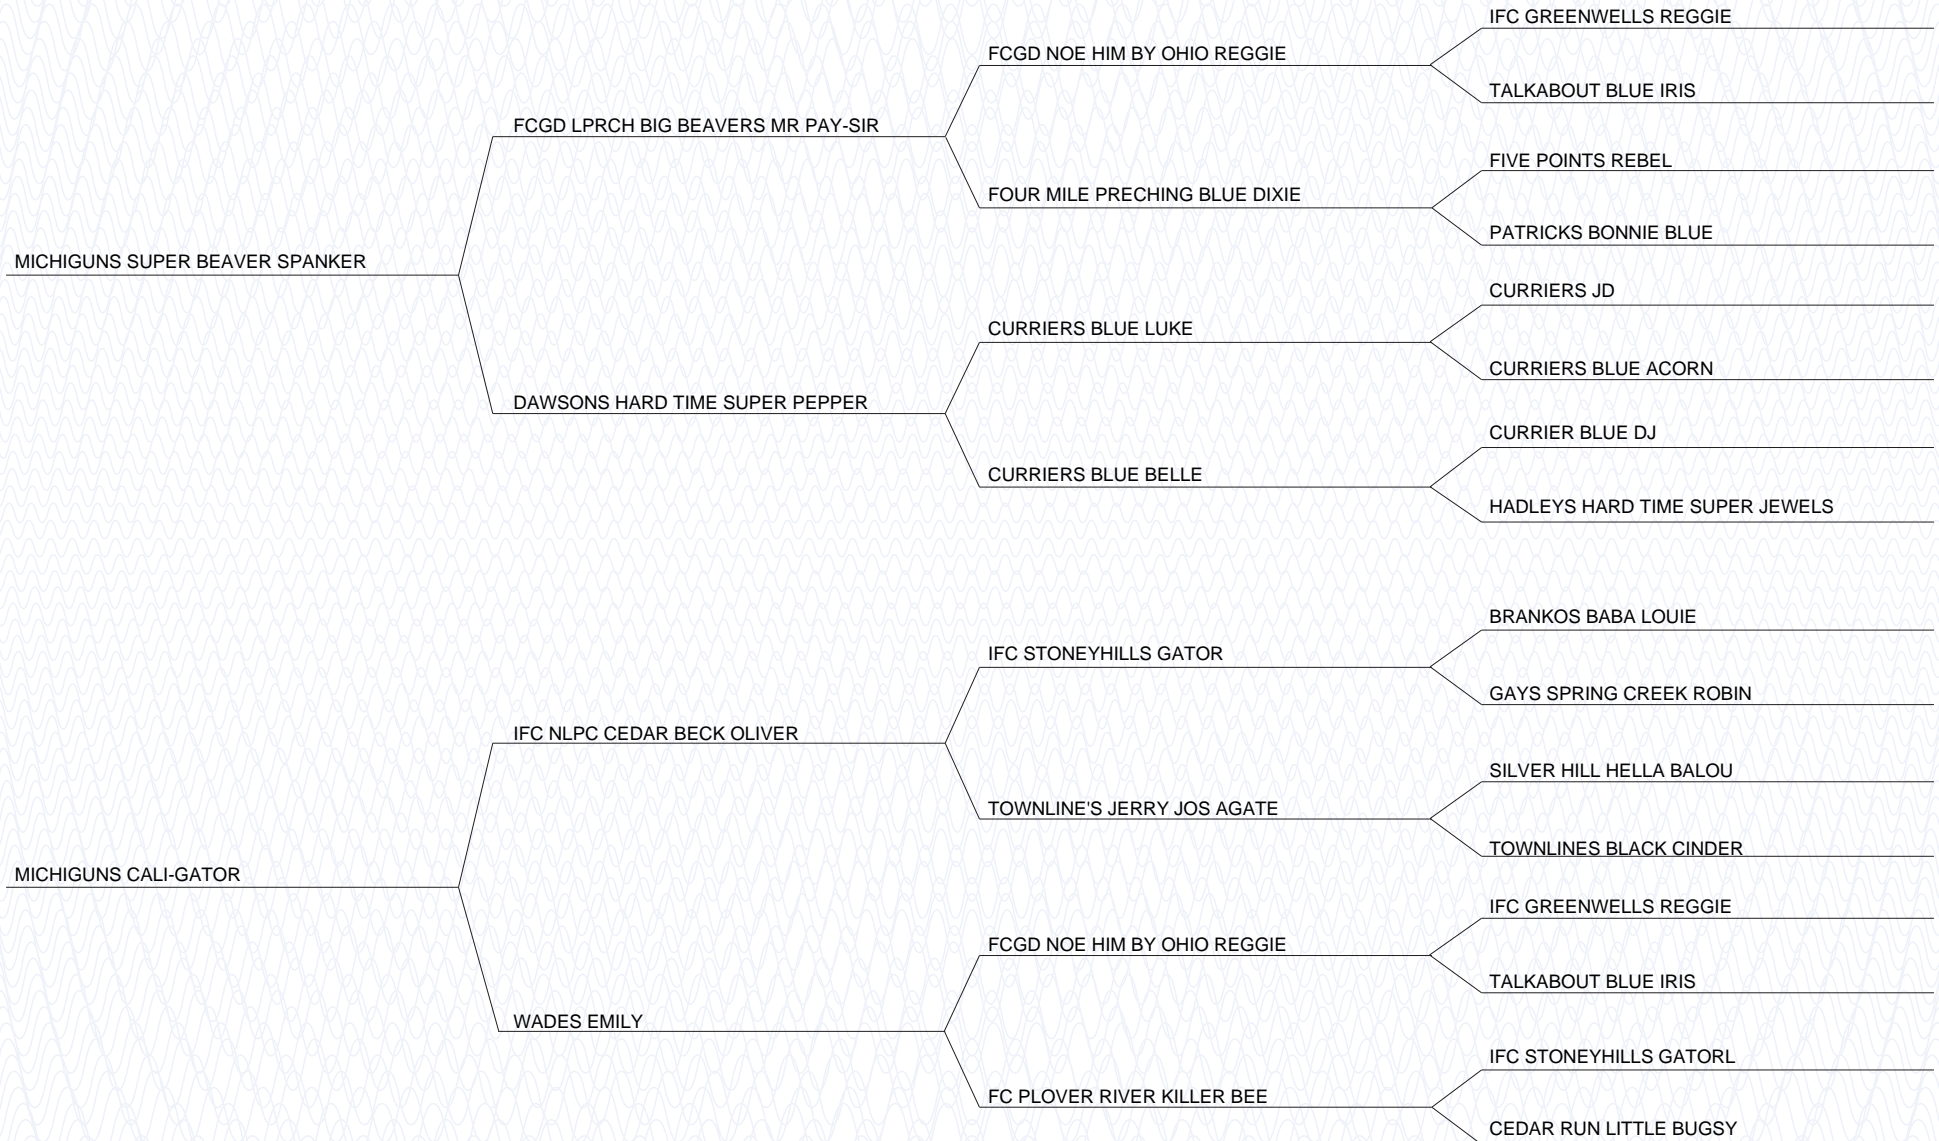 IFC GREENWELLS REGGIE
FCGD NOE HIM BY OHIO REGGIE
TALKABOUT BLUE IRIS
FCGD LPRCH BIG BEAVERS MR PAY-SIR
FIVE POINTS REBEL
FOUR MILE PRECHING BLUE DIXIE
PATRICKS BONNIE BLUE
MICHIGUNS SUPER BEAVER SPANKER
CURRIERS JD
CURRIERS BLUE LUKE
CURRIERS BLUE ACORN
DAWSONS HARD TIME SUPER PEPPER
CURRIER BLUE DJ
CURRIERS BLUE BELLE
HADLEYS HARD TIME SUPER JEWELS
BRANKOS BABA LOUIE
IFC STONEYHILLS GATOR
GAYS SPRING CREEK ROBIN
IFC NLPC CEDAR BECK OLIVER
SILVER HILL HELLA BALOU
TOWNLINE'S JERRY JOS AGATE
TOWNLINES BLACK CINDER
MICHIGUNS CALI-GATOR
IFC GREENWELLS REGGIE
FCGD NOE HIM BY OHIO REGGIE
TALKABOUT BLUE IRIS
WADES EMILY
IFC STONEYHILLS GATORL
FC PLOVER RIVER KILLER BEE
CEDAR RUN LITTLE BUGSY